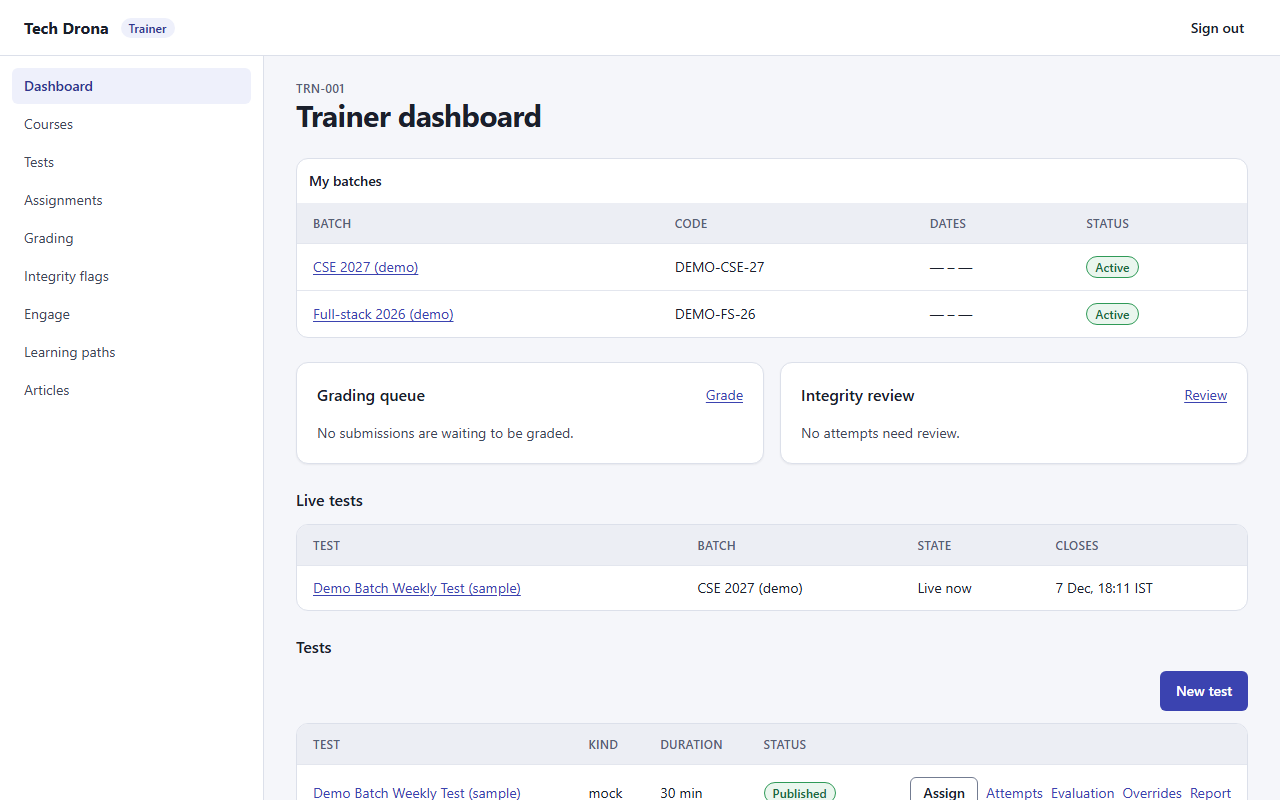 Tech Drona Trainer Sign out
Dashboard
Courses
Tests
Assignments
Grading
Integrity flags
Engage
Learning paths
Articles
TRN-001
Trainer dashboard
My batches
BATCH CODE DATES STATUS
CSE 2027 (demo) DEMO-CSE-27 — – — Active
Full-stack 2026 (demo) DEMO-FS-26 — – — Active
Grading queue Grade
No submissions are waiting to be graded.
Integrity review Review
No attempts need review.
Live tests
TEST BATCH STATE CLOSES
Demo Batch Weekly Test (sample) CSE 2027 (demo) Live now 7 Dec, 18:11 IST
Tests
New test
TEST KIND DURATION STATUS
Demo Batch Weekly Test (sample) mock 30 min Published Assign Attempts Evaluation Overrides Report